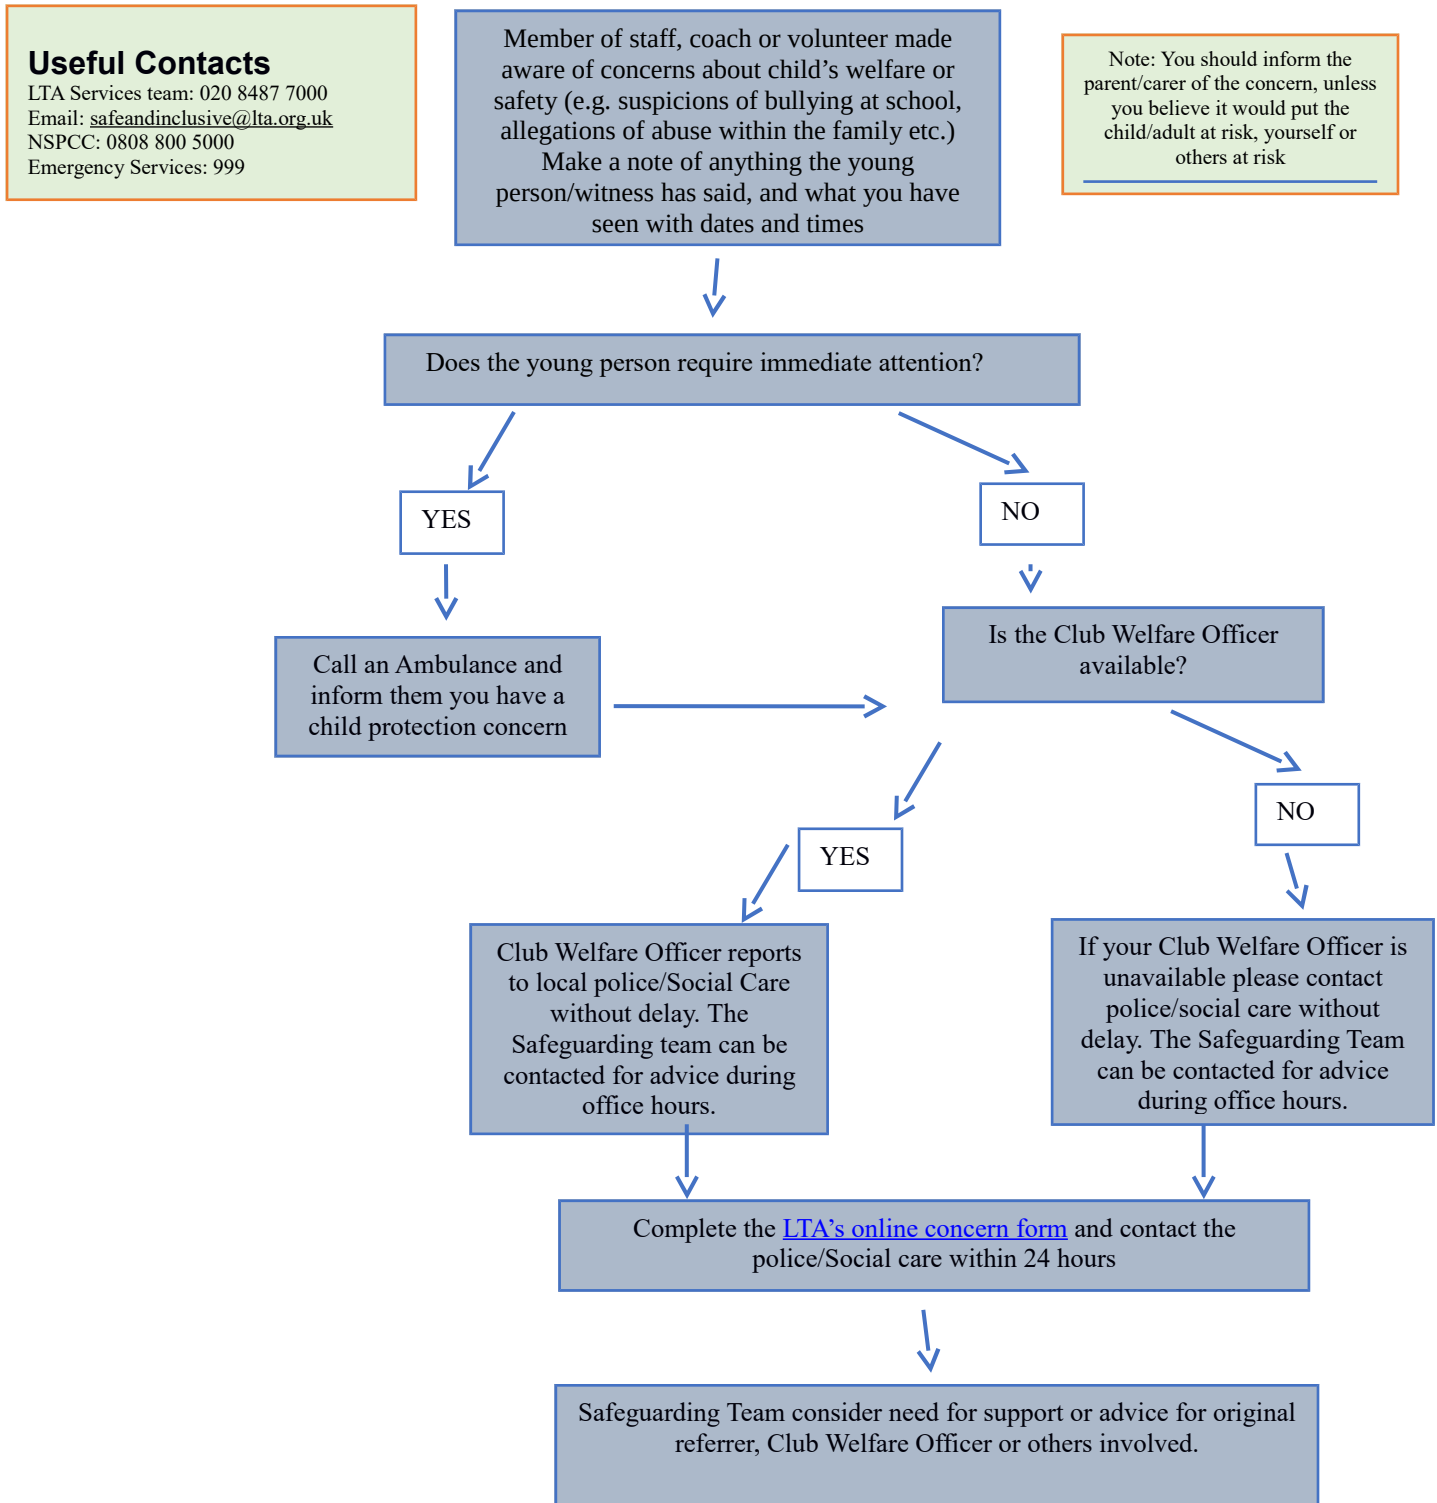 Useful Contacts
LTA Services team: 020 8487 7000
Email: safeandinclusive@lta.org.uk
NSPCC: 0808 800 5000
Emergency Services: 999
Member of staff, coach or volunteer made
aware of concerns about child’s welfare or
safety (e.g. suspicions of bullying at school,
allegations of abuse within the family etc.)
Make a note of anything the young
person/witness has said, and what you have
seen with dates and times
Note: You should inform the
parent/carer of the concern, unless
you believe it would put the
child/adult at risk, yourself or
others at risk
Does the young person require immediate attention?
YES
NO
Call an Ambulance and
inform them you have a
child protection concern
Is the Club Welfare Officer
available?
YES
NO
Club Welfare Officer reports
to local police/Social Care
without delay. The
Safeguarding team can be
contacted for advice during
office hours.
If your Club Welfare Officer is
unavailable please contact
police/social care without
delay. The Safeguarding Team
can be contacted for advice
during office hours.
Complete the LTA’s online concern form and contact the
police/Social care within 24 hours
Safeguarding Team consider need for support or advice for original
referrer, Club Welfare Officer or others involved.